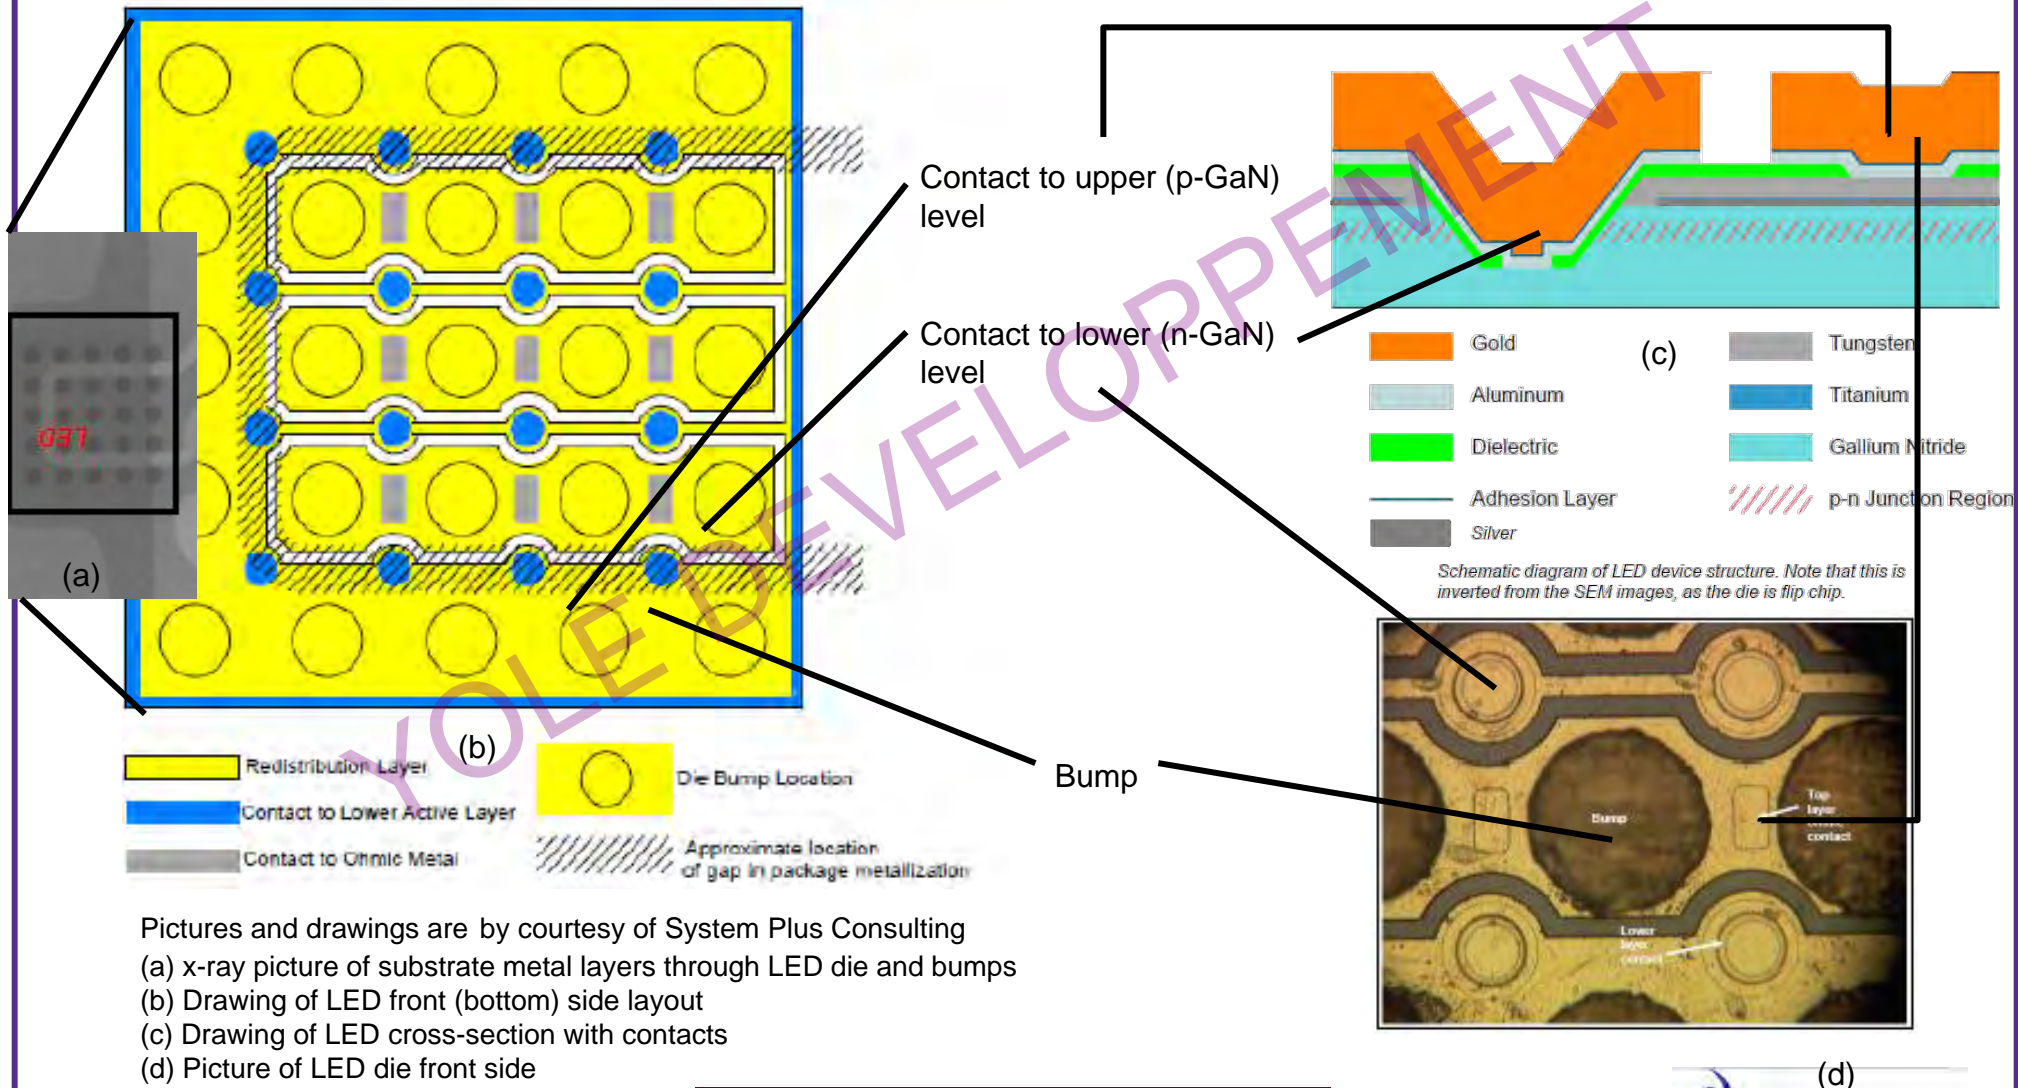 Contact to upper (p-GaN)
level
Contact to lower (n-GaN)
level
Bump
LED
(a)
(b)
Redistribution Layer
Contact to Lower Active Layer
Contact to Ohmic Metal
Die Bump Location
Approximate location
of gap in package metallization
Gold
Aluminum
Dielectric
Adhesion Layer
Silver
(c)
Tungsten
Titanium
Gallium Nitride
p-n Junction Region
Schematic diagram of LED device structure. Note that this is
inverted from the SEM images, as the die is flip chip.
Bump
Top
layer
contact
Lower
layer
contact
(d)
YOLE DEVELOPPEMENT
Pictures and drawings are by courtesy of System Plus Consulting
(a) x-ray picture of substrate metal layers through LED die and bumps
(b) Drawing of LED front (bottom) side layout
(c) Drawing of LED cross-section with contacts
(d) Picture of LED die front side